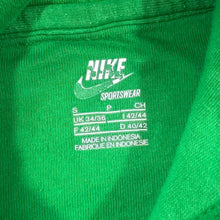 NIKE
SPORTSWEAR
S P CH
UK 34/36 I 42/44
F 42/44 D 40/42
MADE IN INDONESIA
FABRIQUE EN INDONESIE